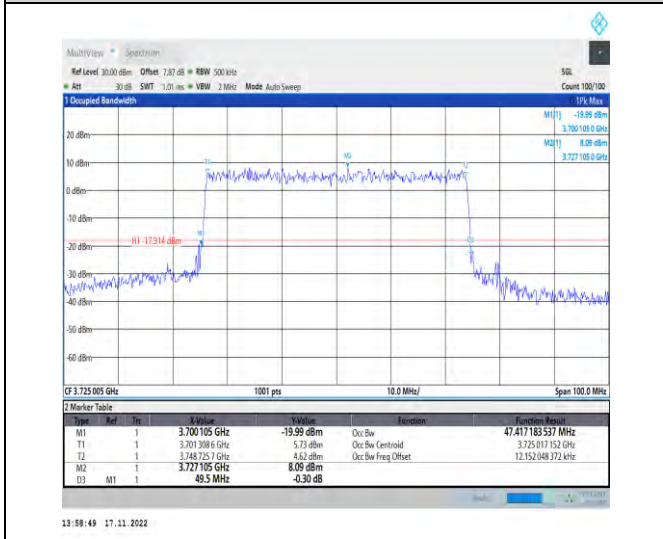 MultiView Spectrum
Ref Level 30.00 dBm Offset 7.87 dB RBW 500 kHz SGL
Att 30 dB SWT 1.01 ms VBW 2 MHz Mode Auto Sweep Count 100/100
1 Occupied Bandwidth 1Pk Max
M1[1] -19.99 dBm
3.700 105 0 GHz
M2[1] 8.09 dBm
3.727 105 0 GHz
20 dBm
10 dBm
0 dBm
-10 dBm
-20 dBm
-30 dBm
-40 dBm
-50 dBm
-60 dBm
H1 -17.914 dBm
T1
M2
CF 3.725 005 GHz 1001 pts 10.0 MHz/ Span 100.0 MHz
2 Marker Table
Type Ref Trc X-Value Y-Value Function Function Result
M1 1 3.700105 GHz -19.99 dBm Occ Bw 47.417 183 537 MHz
T1 1 3.701 308 6 GHz 5.73 dBm Occ Bw Centroid 3.725 017 152 GHz
T2 1 3.748 725 7 GHz 4.62 dBm Occ Bw Freq Offset 12.152 048 372 kHz
M2 1 3.727105 GHz 8.09 dBm
D3 M1 1 49.5 MHz -0.30 dB
13:58:49 17.11.2022